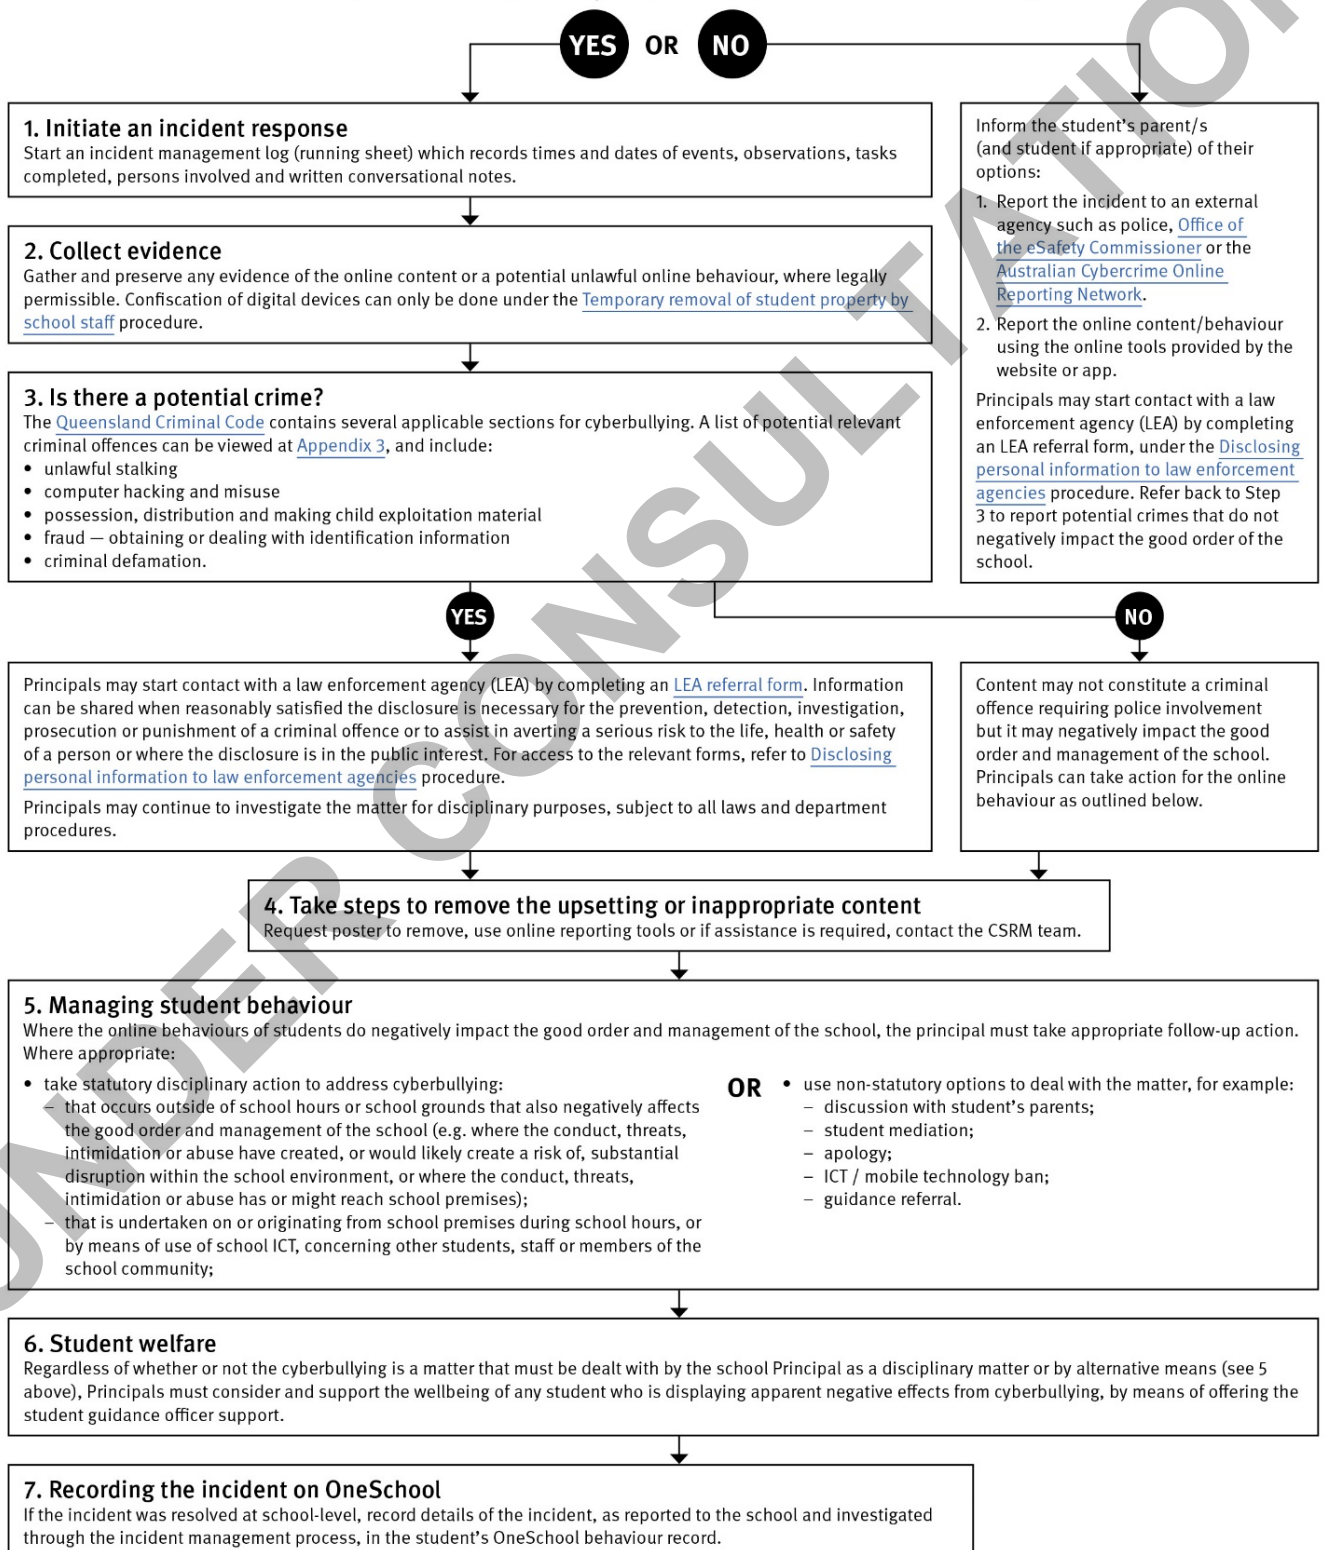 YES OR NO
1. Initiate an incident response
Start an incident management log (running sheet) which records times and dates of events, observations, tasks
completed, persons involved and written conversational notes.
2. Collect evidence
Gather and preserve any evidence of the online content or a potential unlawful online behaviour, where legally
permissible. Confiscation of digital devices can only be done under the Temporary removal of student property by
school staff procedure.
3. Is there a potential crime?
The Queensland Criminal Code contains several applicable sections for cyberbullying. A list of potential relevant
criminal offences can be viewed at Appendix 3, and include:
• unlawful stalking
• computer hacking and misuse
• possession, distribution and making child exploitation material
• fraud — obtaining or dealing with identification information
• criminal defamation.
Inform the student's parent/s
(and student if appropriate) of their
options:
1. Report the incident to an external
agency such as police, Office of
the eSafety Commissioner or the
Australian Cybercrime Online
Reporting Network.
2. Report the online content/behaviour
using the online tools provided by the
website or app.
Principals may start contact with a law
enforcement agency (LEA) by completing
an LEA referral form, under the Disclosing
personal information to law enforcement
agencies procedure. Refer back to Step
3 to report potential crimes that do not
negatively impact the good order of the
school.
YES
NO
Principals may start contact with a law enforcement agency (LEA) by completing an LEA referral form. Information
can be shared when reasonably satisfied the disclosure is necessary for the prevention, detection, investigation,
prosecution or punishment of a criminal offence or to assist in averting a serious risk to the life, health or safety
of a person or where the disclosure is in the public interest. For access to the relevant forms, refer to Disclosing
personal information to law enforcement agencies procedure.
Principals may continue to investigate the matter for disciplinary purposes, subject to all laws and department
procedures.
Content may not constitute a criminal
offence requiring police involvement
but it may negatively impact the good
order and management of the school.
Principals can take action for the online
behaviour as outlined below.
4. Take steps to remove the upsetting or inappropriate content
Request poster to remove, use online reporting tools or if assistance is required, contact the CSRM team.
5. Managing student behaviour
Where the online behaviours of students do negatively impact the good order and management of the school, the principal must take appropriate follow-up action.
Where appropriate:
• take statutory disciplinary action to address cyberbullying:
– that occurs outside of school hours or school grounds that also negatively affects
the good order and management of the school (e.g. where the conduct, threats,
intimidation or abuse have created, or would likely create a risk of, substantial
disruption within the school environment, or where the conduct, threats,
intimidation or abuse has or might reach school premises);
– that is undertaken on or originating from school premises during school hours, or
by means of use of school ICT, concerning other students, staff or members of the
school community;
OR
• use non-statutory options to deal with the matter, for example:
– discussion with student's parents;
– student mediation;
– apology;
– ICT / mobile technology ban;
– guidance referral.
6. Student welfare
Regardless of whether or not the cyberbullying is a matter that must be dealt with by the school Principal as a disciplinary matter or by alternative means (see 5
above), Principals must consider and support the wellbeing of any student who is displaying apparent negative effects from cyberbullying, by means of offering the
student guidance officer support.
7. Recording the incident on OneSchool
If the incident was resolved at school-level, record details of the incident, as reported to the school and investigated
through the incident management process, in the student's OneSchool behaviour record.
UNDER CONSULTATION